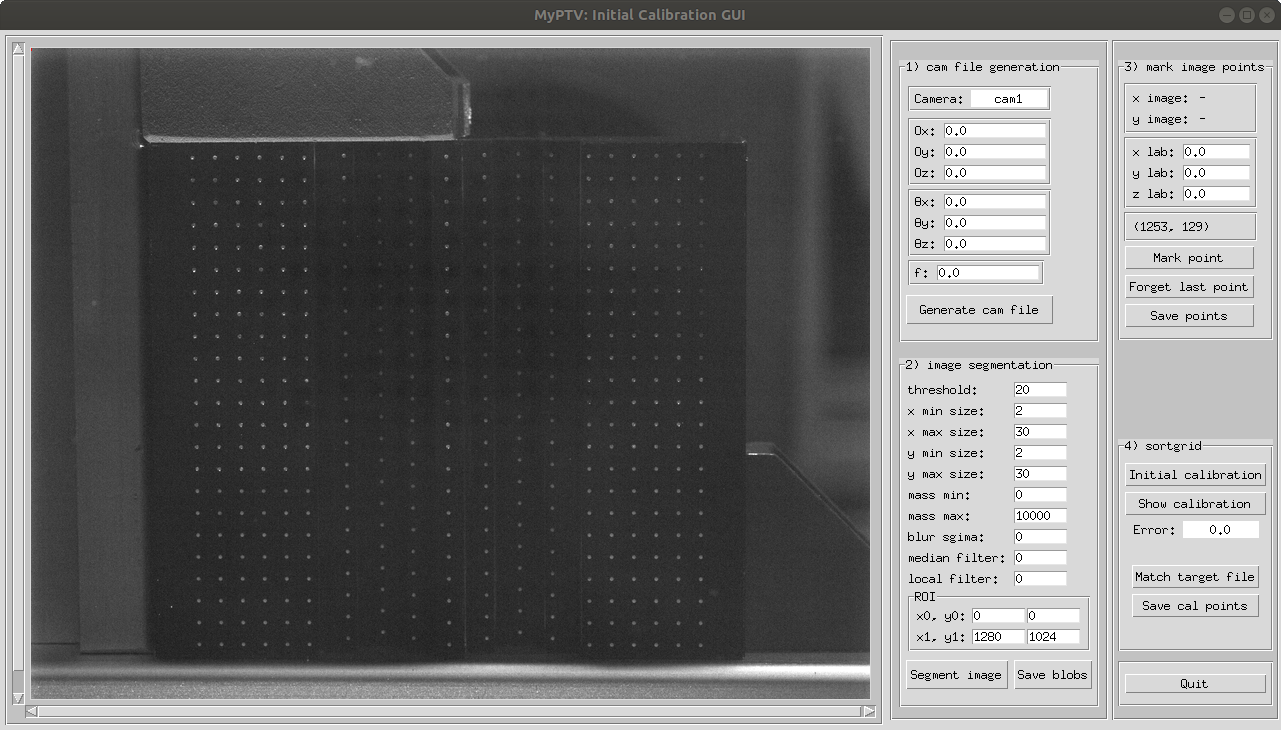 MyPTV: Initial Calibration GUI
1) cam file generation
Camera: cam1
Ox: 0.0
Oy: 0.0
Oz: 0.0
θx: 0.0
θy: 0.0
θz: 0.0
f: 0.0
Generate cam file
2) image segmentation
threshold: 20
x min size: 2
x max size: 30
y min size: 2
y max size: 30
mass min: 0
mass max: 10000
blur sgima: 0
median filter: 0
local filter: 0
ROI
x0, y0: 0 0
x1, y1: 1280 1024
Segment image Save blobs
3) mark image points
x image: -
y image: -
x lab: 0.0
y lab: 0.0
z lab: 0.0
(1253, 129)
Mark point
Forget last point
Save points
4) sortgrid
Initial calibration
Show calibration
Error: 0.0
Match target file
Save cal points
Quit